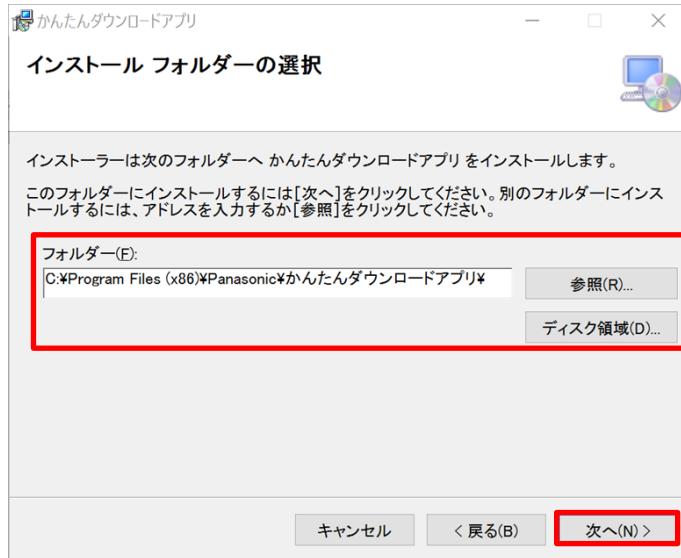 かんたんダウンロードアプリ
インストール フォルダーの選択
インストーラーは次のフォルダーへ かんたんダウンロードアプリ をインストールします。
このフォルダーにインストールするには[次へ]をクリックしてください。別のフォルダーにインス
トールするには、アドレスを入力するか[参照]をクリックしてください。
フォルダー(F):
C:¥Program Files (x86)¥Panasonic¥かんたんダウンロードアプリ¥
参照(R)...
ディスク領域(D)...
キャンセル
< 戻る(B)
次へ(N) >